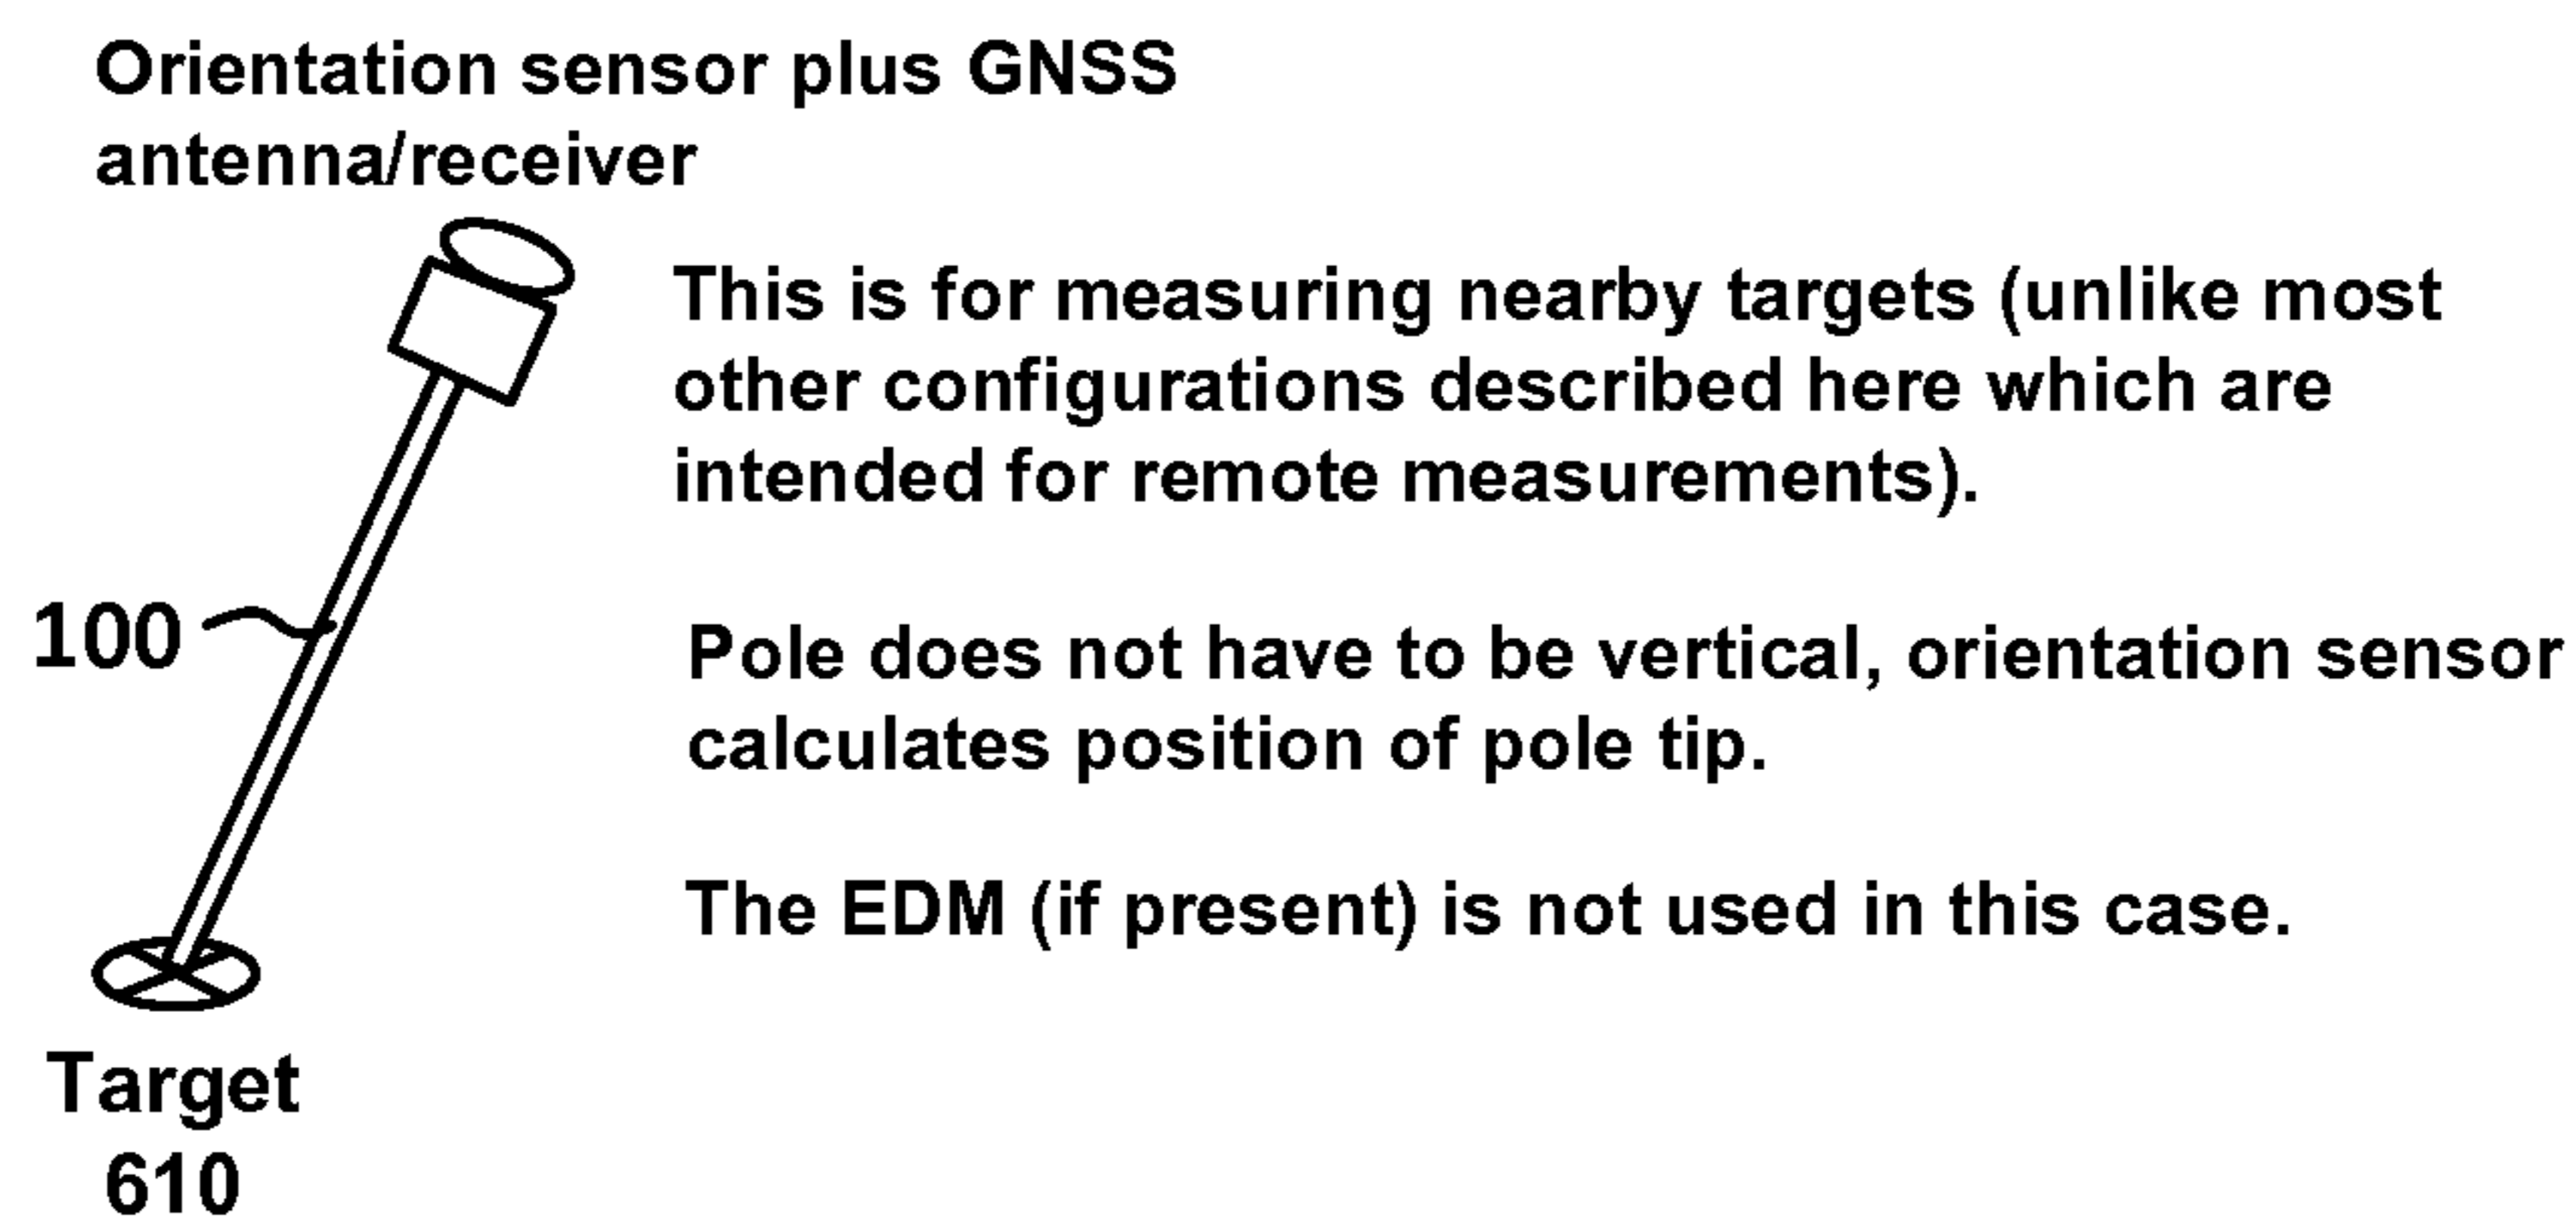 Orientation sensor plus GNSS
antenna/receiver
This is for measuring nearby targets (unlike most
other configurations described here which are
intended for remote measurements).
100
Pole does not have to be vertical, orientation sensor
calculates position of pole tip.
The EDM (if present) is not used in this case.
Target
610